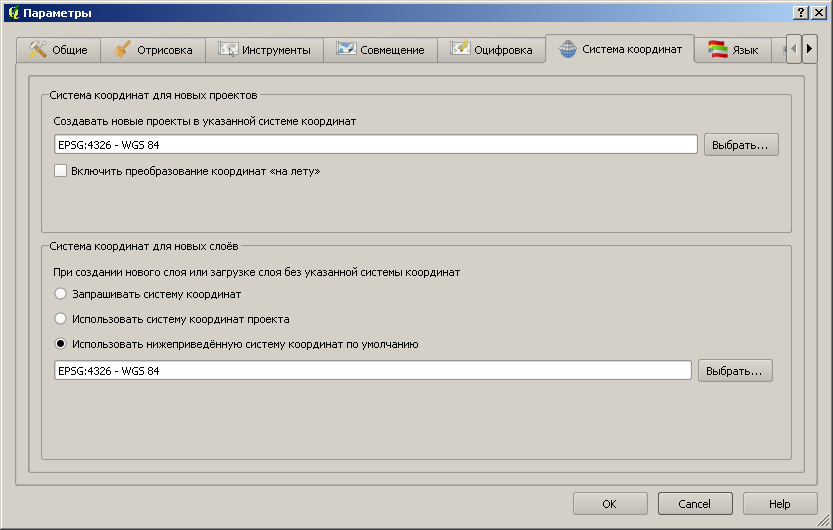 Параметры
Общие Отрисовка Инструменты Совмещение Оцифровка Система координат Язык
Система координат для новых проектов
Создавать новые проекты в указанной системе координат
EPSG:4326 - WGS 84 Выбрать...
Включить преобразование координат «на лету»
Система координат для новых слоёв
При создании нового слоя или загрузке слоя без указанной системы координат
Запрашивать систему координат
Использовать систему координат проекта
Использовать нижеприведённую систему координат по умолчанию
EPSG:4326 - WGS 84 Выбрать...
OK Cancel Help